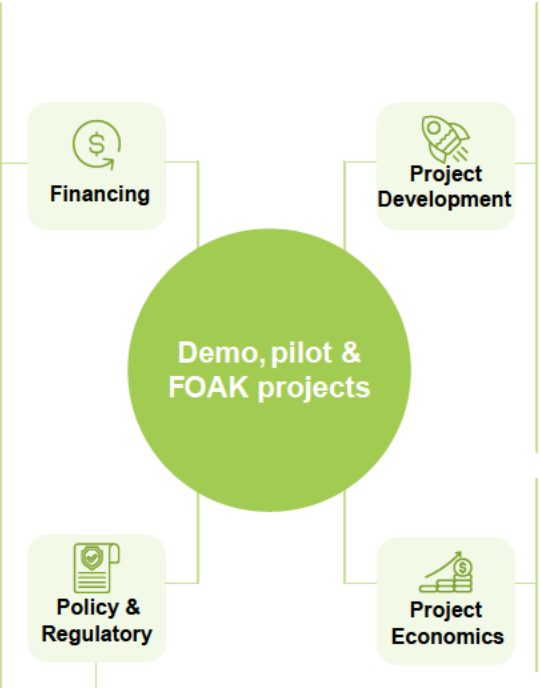 $
Financing
Project
Development
Demo, pilot &
FOAK projects
Policy &
Regulatory
$
Project
Economics